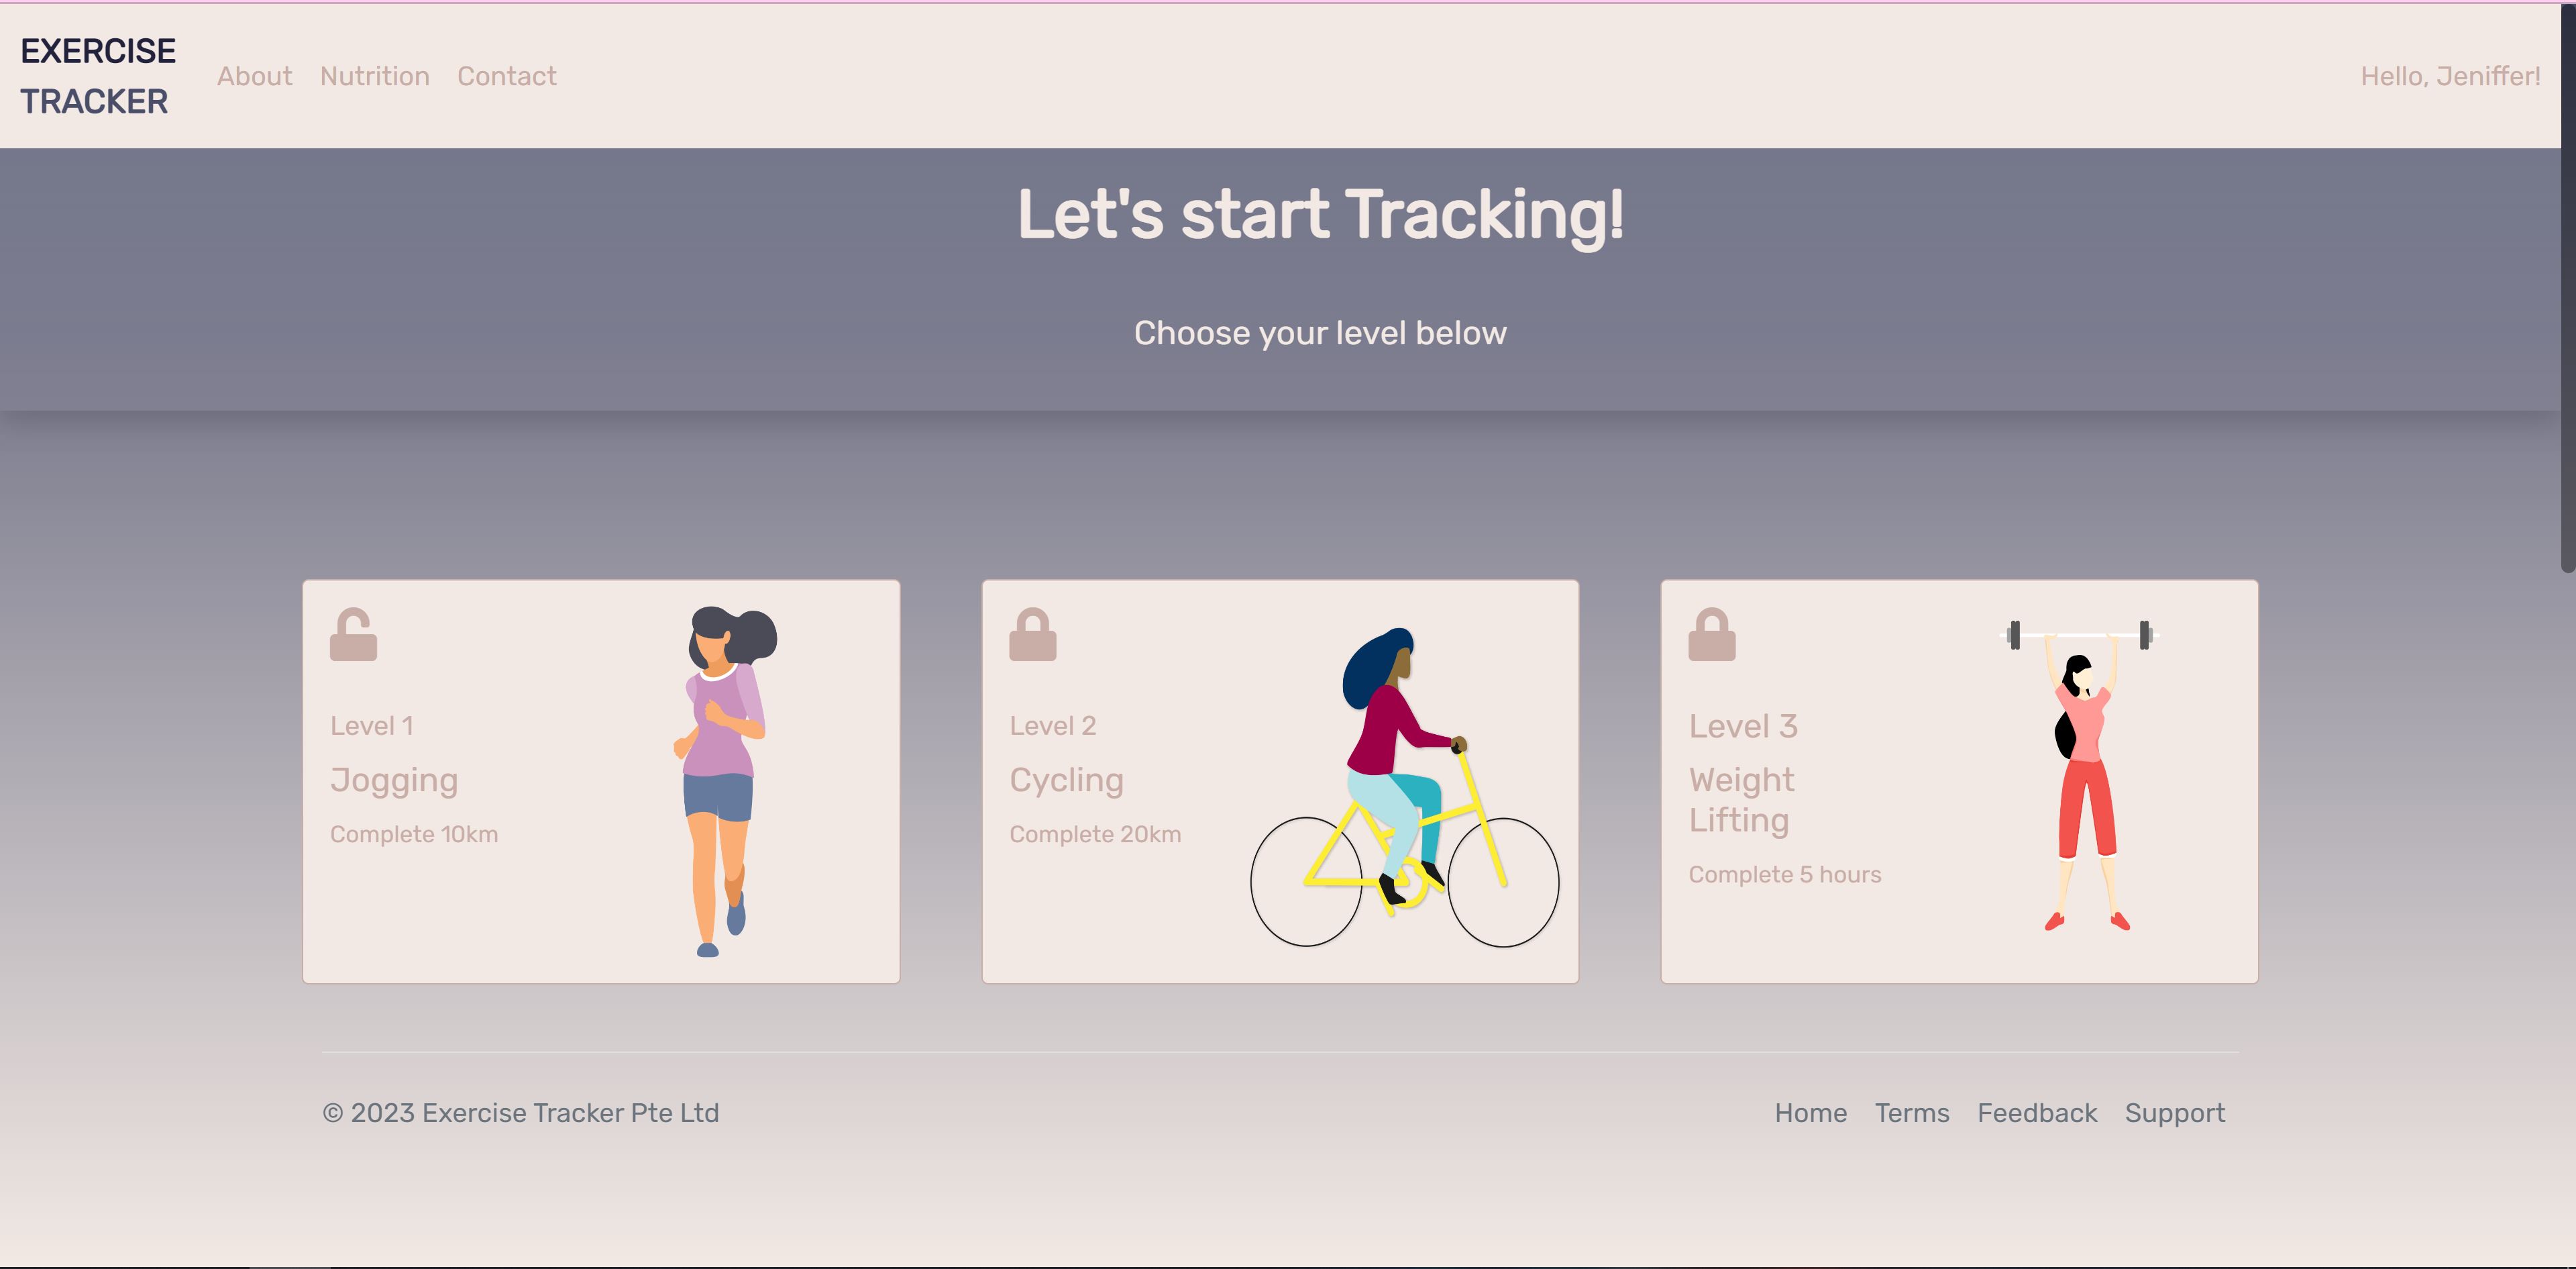 EXERCISE
TRACKER
About Nutrition Contact
Hello, Jeniffer!
Let's start Tracking!
Choose your level below
Level 1
Jogging
Complete 10km
Level 2
Cycling
Complete 20km
Level 3
Weight
Lifting
Complete 5 hours
© 2023 Exercise Tracker Pte Ltd
Home Terms Feedback Support